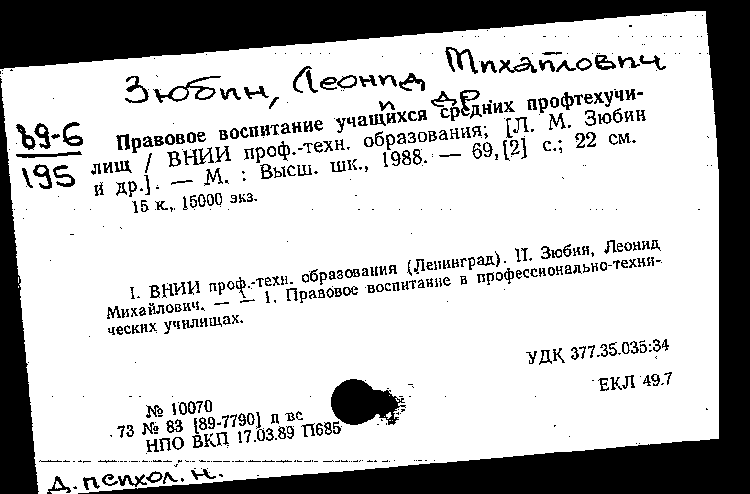 Зюбин, Леонид Михайлович
и др
89-6
195
Правовое воспитание учащихся средних профтехучи-
лищ / ВНИИ проф.-техн. образования; [Л. М. Зюбин
и др.]. — М. : Высш. шк., 1988. — 69,[2] с.; 22 см.
15 к., 15000 экз.
I. ВНИИ проф.-техн. образования (Ленинград). II. Зюбин, Леонид
Михайлович. — — 1. Правовое воспитание в профессионально-техни-
ческих училищах.
УДК 377.35.035:34
ЕКЛ 49.7
№ 10070
73 № 83 [89-7790] п вс
НПО ВКП 17.03.89 П685
д. психол. н.